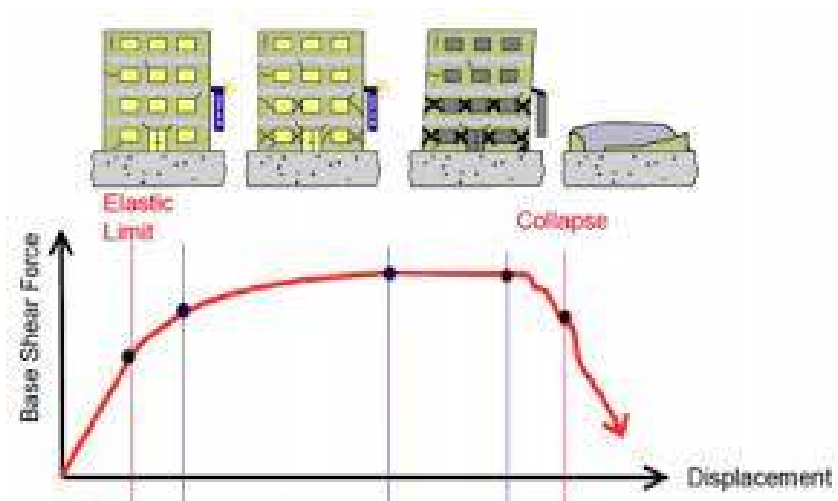 Elastic
Limit
Collapse
Base Shear Force
Displacement